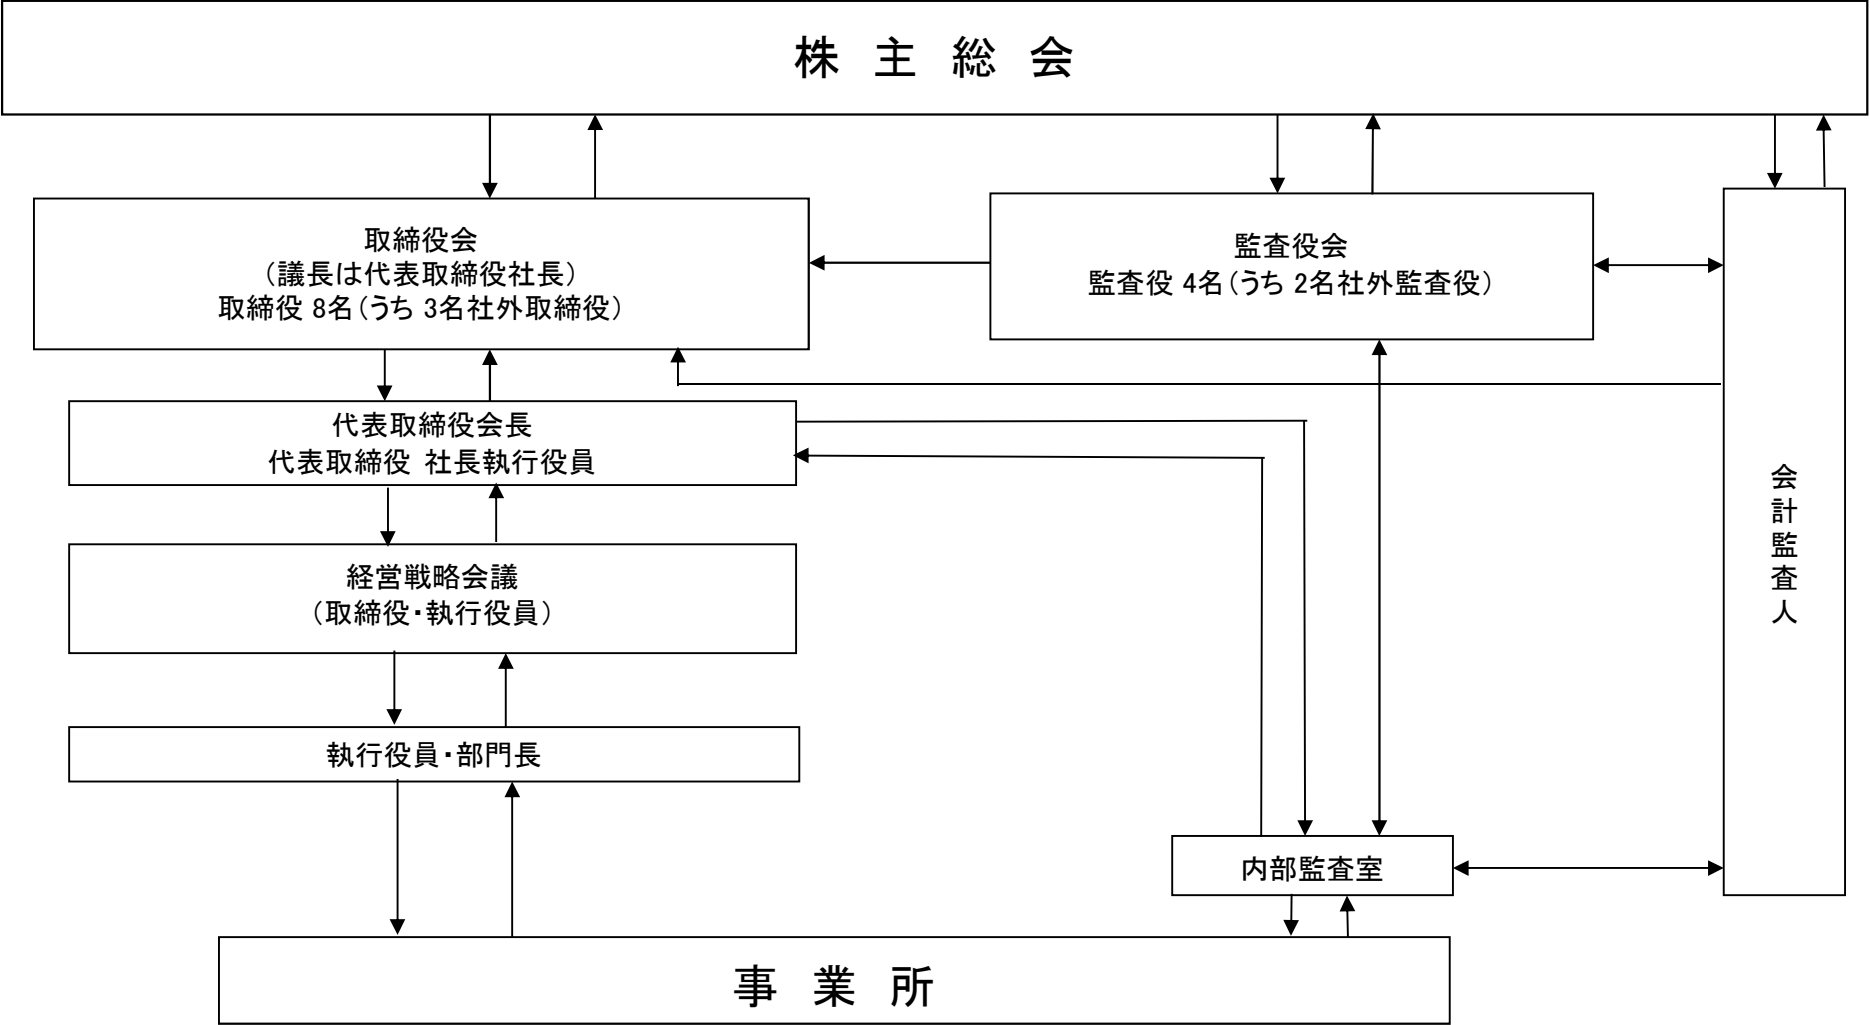 株　主　総　会
取締役会
（議長は代表取締役社長）
取締役 8名（うち 3名社外取締役）
監査役会
監査役 4名（うち 2名社外監査役）
代表取締役会長
代表取締役 社長執行役員
経営戦略会議
（取締役・執行役員）
執行役員・部門長
会計監査人
内部監査室
事　業　所